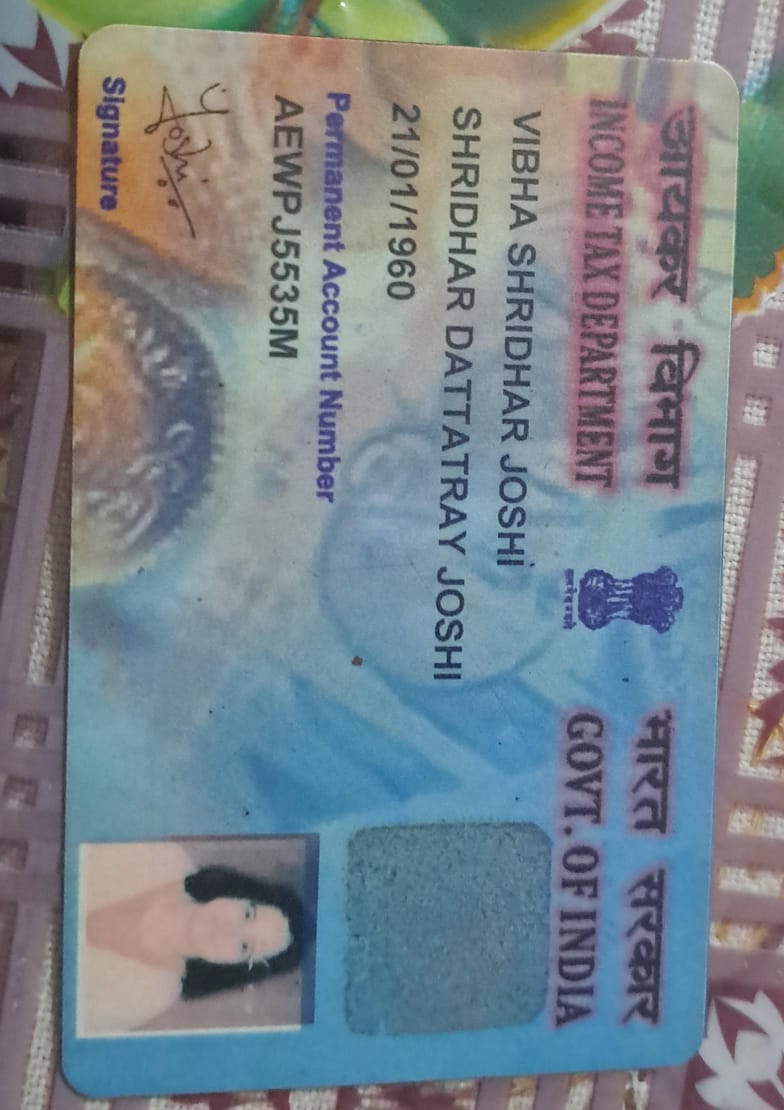 आयकर विभाग
INCOME TAX DEPARTMENT
सत्यमेव जयते
भारत सरकार
GOVT. OF INDIA
VIBHA SHRIDHAR JOSHI
SHRIDHAR DATTATRAY JOSHI
21/01/1960
Permanent Account Number
AEWPJ5535M
Joshi
Signature